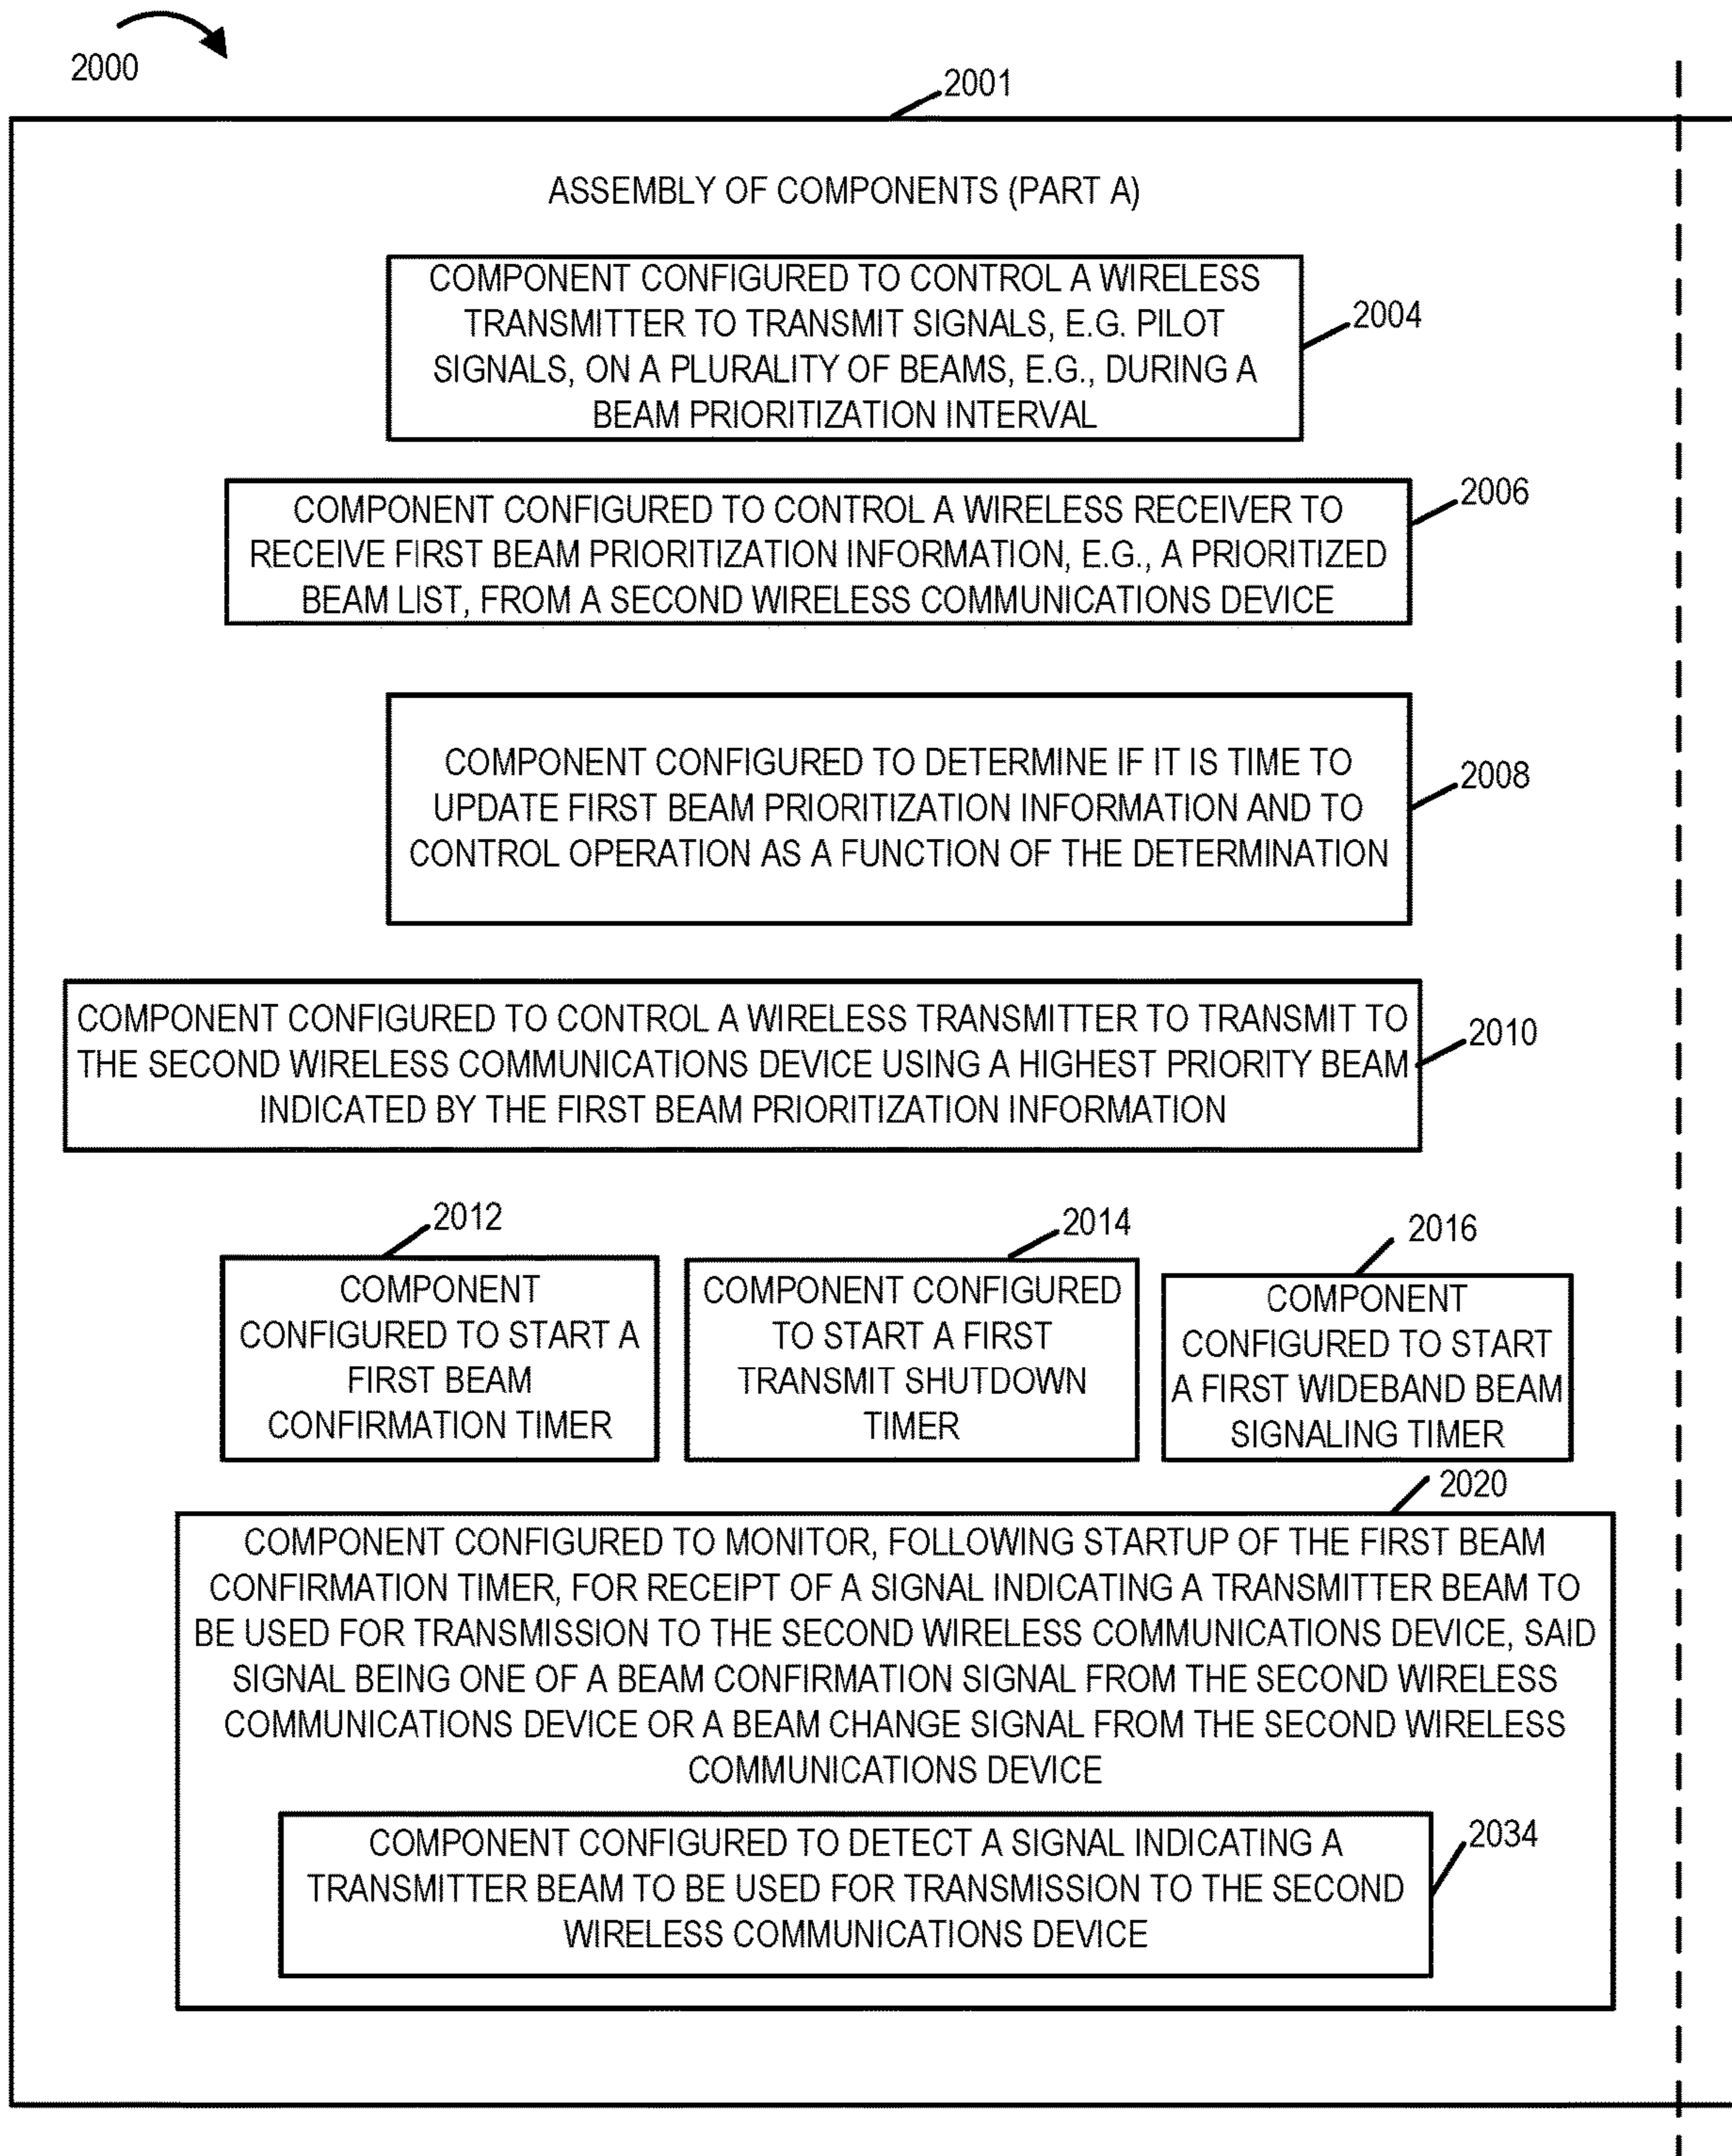 2000
2001
ASSEMBLY OF COMPONENTS (PART A)
COMPONENT CONFIGURED TO CONTROL A WIRELESS
TRANSMITTER TO TRANSMIT SIGNALS, E.G. PILOT
SIGNALS, ON A PLURALITY OF BEAMS, E.G., DURING A
BEAM PRIORITIZATION INTERVAL
2004
COMPONENT CONFIGURED TO CONTROL A WIRELESS RECEIVER TO
RECEIVE FIRST BEAM PRIORITIZATION INFORMATION, E.G., A PRIORITIZED
BEAM LIST, FROM A SECOND WIRELESS COMMUNICATIONS DEVICE
2006
COMPONENT CONFIGURED TO DETERMINE IF IT IS TIME TO
UPDATE FIRST BEAM PRIORITIZATION INFORMATION AND TO
CONTROL OPERATION AS A FUNCTION OF THE DETERMINATION
2008
COMPONENT CONFIGURED TO CONTROL A WIRELESS TRANSMITTER TO TRANSMIT TO
THE SECOND WIRELESS COMMUNICATIONS DEVICE USING A HIGHEST PRIORITY BEAM
INDICATED BY THE FIRST BEAM PRIORITIZATION INFORMATION
2010
2012
COMPONENT
CONFIGURED TO START A
FIRST BEAM
CONFIRMATION TIMER
2014
COMPONENT CONFIGURED
TO START A FIRST
TRANSMIT SHUTDOWN
TIMER
2016
COMPONENT
CONFIGURED TO START
A FIRST WIDEBAND BEAM
SIGNALING TIMER
2020
COMPONENT CONFIGURED TO MONITOR, FOLLOWING STARTUP OF THE FIRST BEAM
CONFIRMATION TIMER, FOR RECEIPT OF A SIGNAL INDICATING A TRANSMITTER BEAM TO
BE USED FOR TRANSMISSION TO THE SECOND WIRELESS COMMUNICATIONS DEVICE, SAID
SIGNAL BEING ONE OF A BEAM CONFIRMATION SIGNAL FROM THE SECOND WIRELESS
COMMUNICATIONS DEVICE OR A BEAM CHANGE SIGNAL FROM THE SECOND WIRELESS
COMMUNICATIONS DEVICE
COMPONENT CONFIGURED TO DETECT A SIGNAL INDICATING A
TRANSMITTER BEAM TO BE USED FOR TRANSMISSION TO THE SECOND
WIRELESS COMMUNICATIONS DEVICE
2034